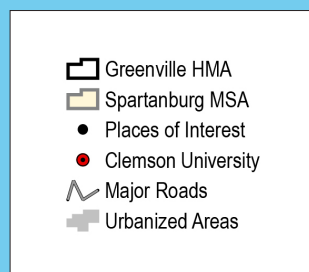 Greenville HMA
Spartanburg MSA
Places of Interest
Clemson University
Major Roads
Urbanized Areas